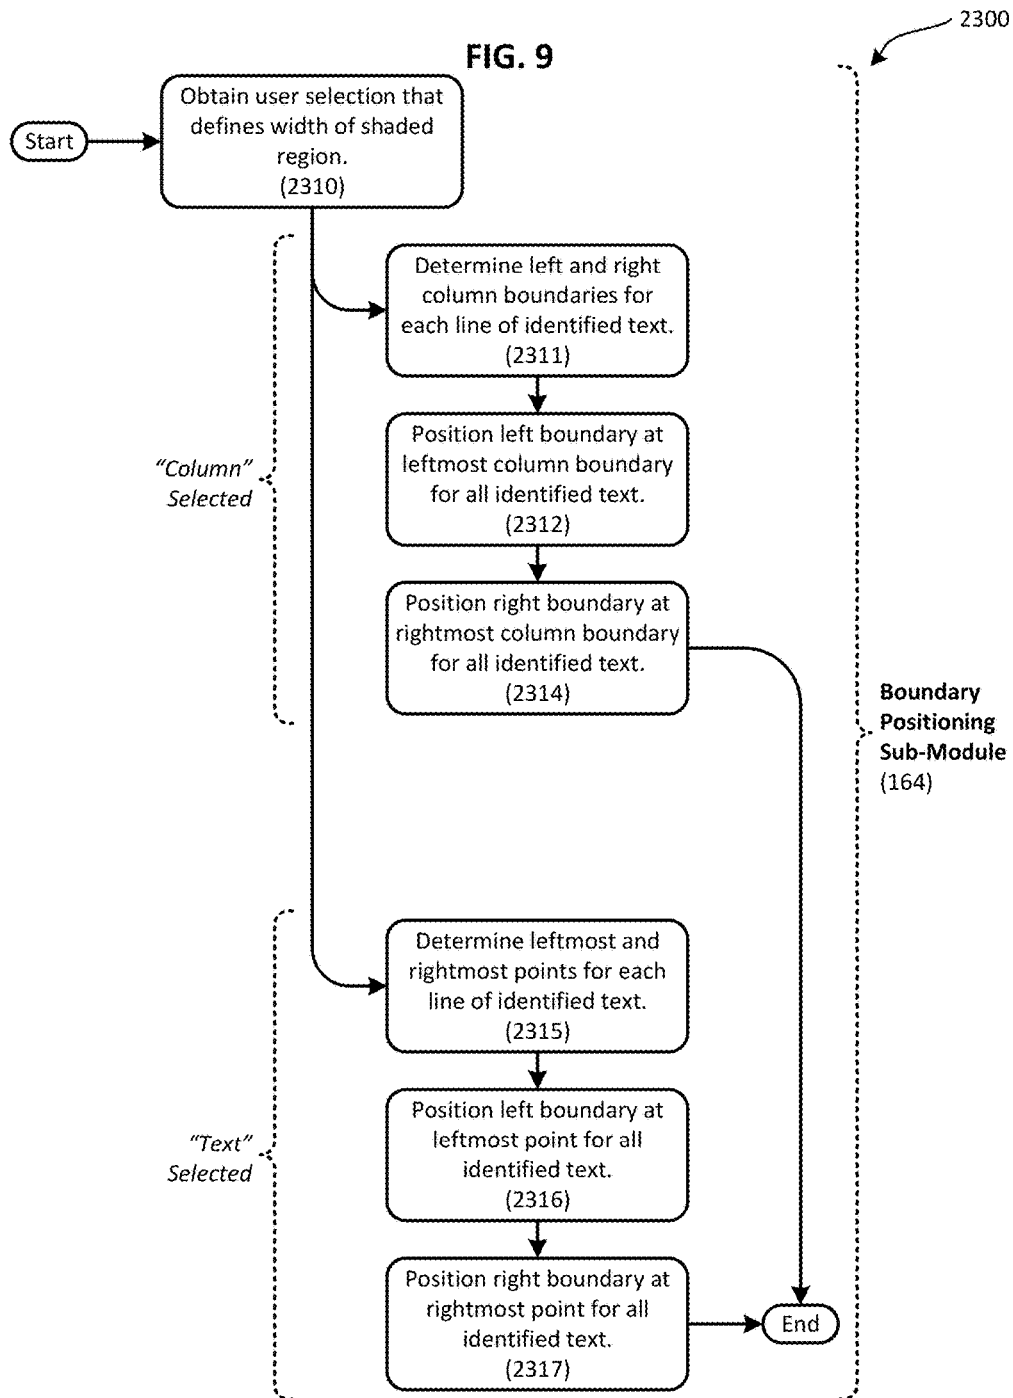 2300
FIG. 9
Start
Obtain user selection that
defines width of shaded
region.
(2310)
Determine left and right
column boundaries for
each line of identified text.
(2311)
“Column”
Selected
Position left boundary at
leftmost column boundary
for all identified text.
(2312)
Position right boundary at
rightmost column boundary
for all identified text.
(2314)
Boundary
Positioning
Sub-Module
(164)
Determine leftmost and
rightmost points for each
line of identified text.
(2315)
“Text”
Selected
Position left boundary at
leftmost point for all
identified text.
(2316)
Position right boundary at
rightmost point for all
identified text.
(2317)
End